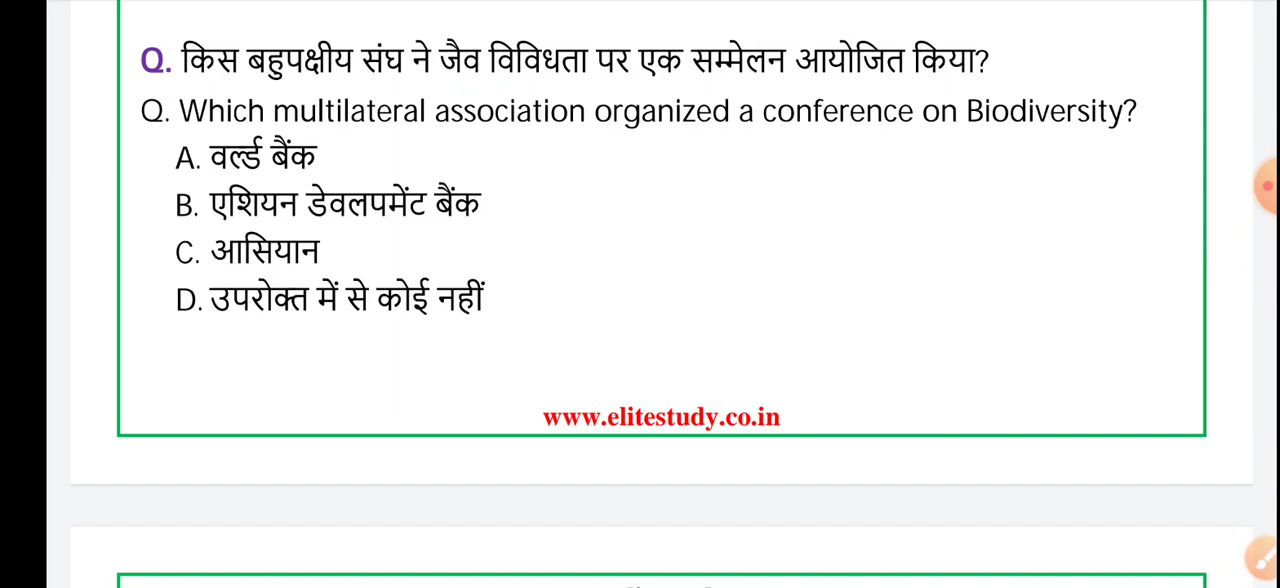 Q. किस बहुपक्षीय संघ ने जैव विविधता पर एक सम्मेलन आयोजित किया?
Q. Which multilateral association organized a conference on Biodiversity?
A. वर्ल्ड बैंक
B. एशियन डेवलपमेंट बैंक
C. आसियान
D. उपरोक्त में से कोई नहीं
www.elitestudy.co.in